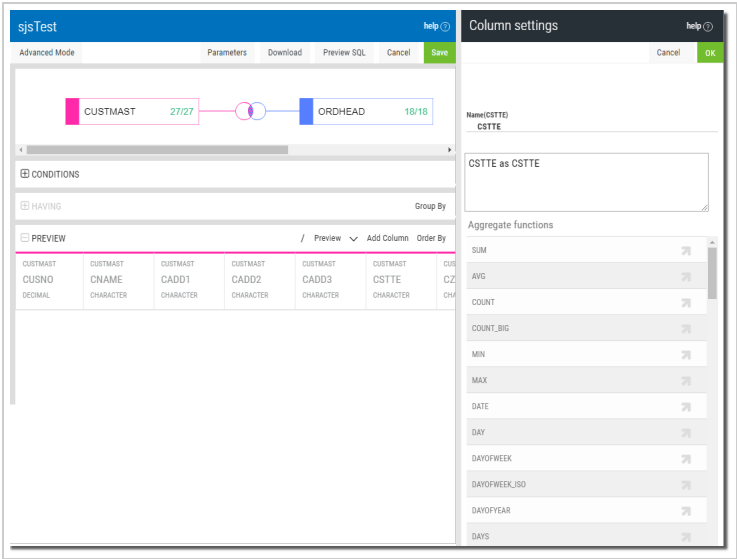 sjsTest
help ?
Advanced Mode
Parameters
Download
Preview SQL
Cancel
Save
CUSTMAST 27/27
ORDHEAD 18/18
CONDITIONS
HAVING
Group By
PREVIEW
/ Preview
Add Column
Order By
CUSTMAST CUSTMAST CUSTMAST CUSTMAST CUSTMAST CUSTMAST CUS
CUSNO CNAME CADD1 CADD2 CADD3 CSTTE CZ
DECIMAL CHARACTER CHARACTER CHARACTER CHARACTER CHARACTER CHA
Column settings
help ?
Cancel
OK
Name(CSTTE)
CSTTE
CSTTE as CSTTE
Aggregate functions
SUM
AVG
COUNT
COUNT_BIG
MIN
MAX
DATE
DAY
DAYOFWEEK
DAYOFWEEK_ISO
DAYOFYEAR
DAYS